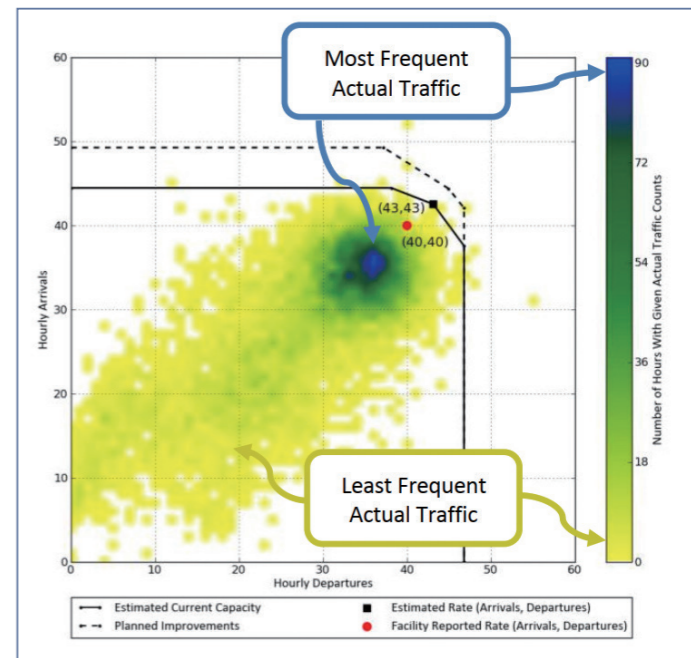 Most Frequent
Actual Traffic
60
50
40
30
20
10
0
Hourly Arrivals
(43,43)
(40,40)
Least Frequent
Actual Traffic
0
10
20
30
40
50
60
Hourly Departures
90
72
54
36
18
0
Number of Hours With Given Actual Traffic Counts
Estimated Current Capacity
Planned Improvements
Estimated Rate (Arrivals, Departures)
Facility Reported Rate (Arrivals, Departures)